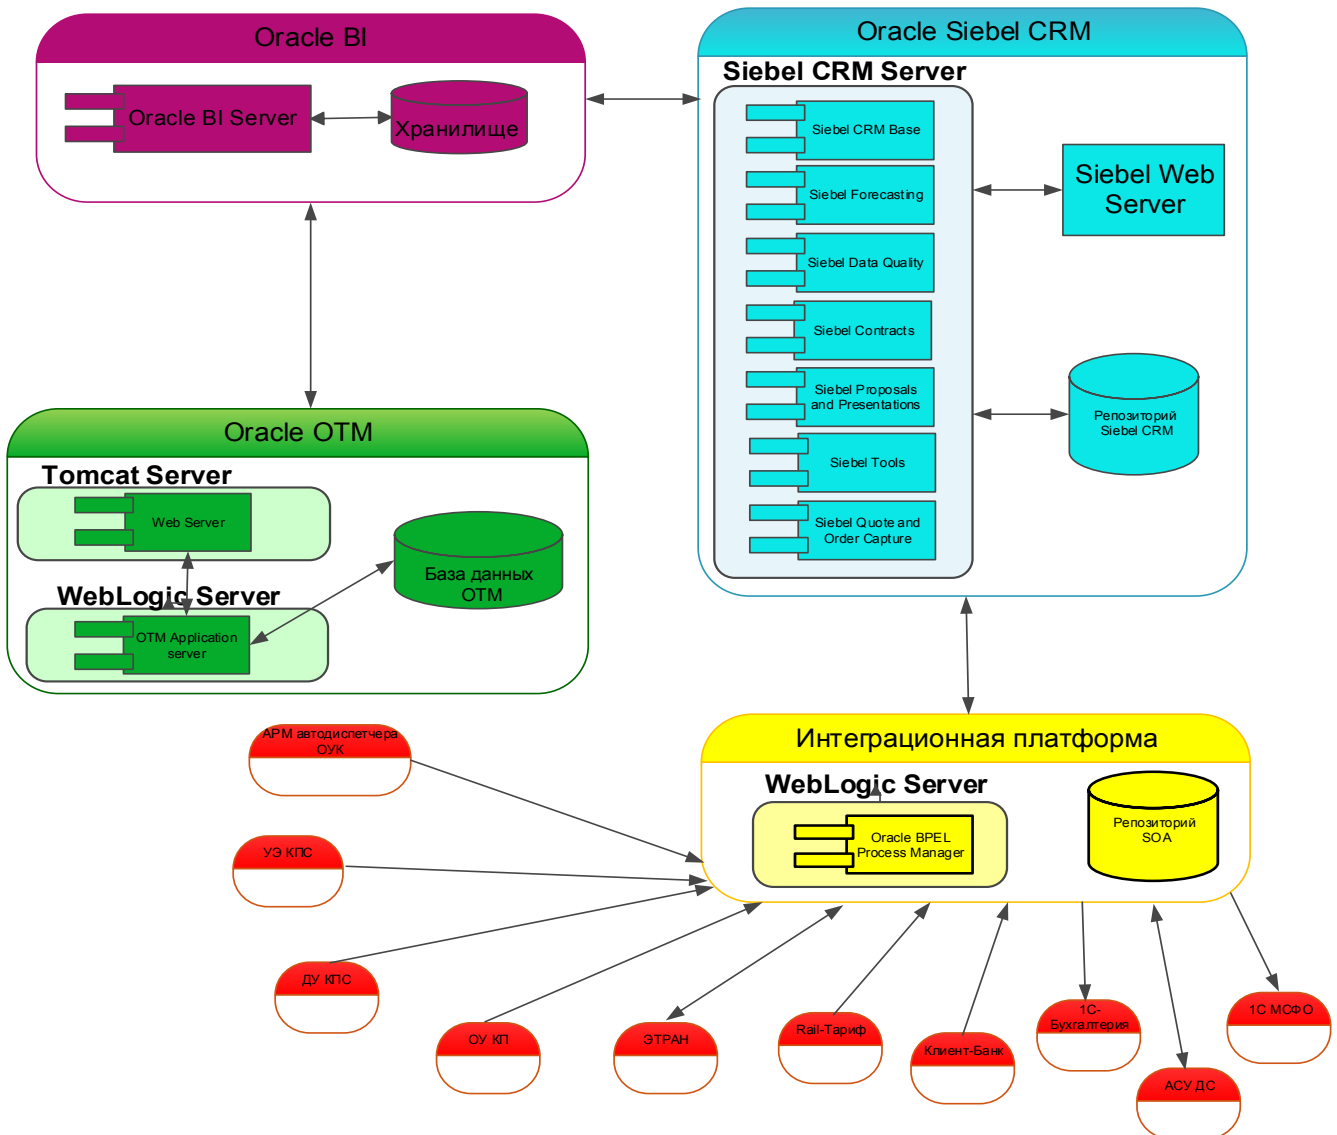 Oracle BI
Oracle BI Server
Хранилище
Oracle Siebel CRM
Siebel CRM Server
Siebel CRM Base
Siebel Forecasting
Siebel Data Quality
Siebel Contracts
Siebel Proposals
and Presentations
Siebel Tools
Siebel Quote and
Order Capture
Siebel Web
Server
Репозиторий
Siebel CRM
Oracle OTM
Tomcat Server
Web Server
WebLogic Server
OTM Application
server
База данных
OTM
Интеграционная платформа
WebLogic Server
Oracle BPEL
Process Manager
Репозиторий
SOA
АРМ автодиспетчера
ОУК
УЭ КПС
ДУ КПС
ОУ КП
ЭТРАН
Rail-Тариф
Клиент-Банк
1С-
Бухгалтерия
АСУ ДС
1С МОФО